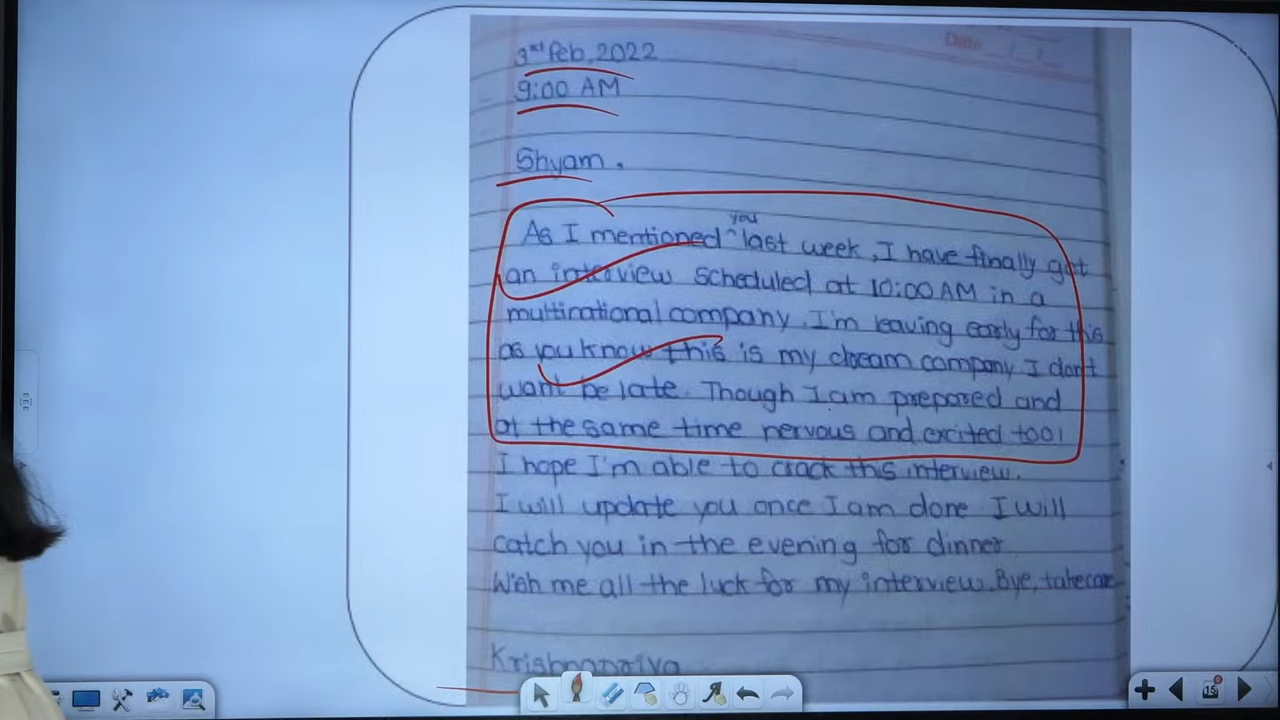 Date / /
3rd Feb, 2022
9:00 AM
Shyam,
you
As I mentioned ^ last week, I have finally got
an interview scheduled at 10:00 AM in a
multinational company. I'm leaving early for this
as you know this is my dream company I don't
want be late. Though I am prepared and
at the same time nervous and excited too!
I hope I'm able to crack this interview.
I will update you once I am done I will
catch you in the evening for dinner
Wish me all the luck for my interview. Bye, takecare
Krishnapriya
15